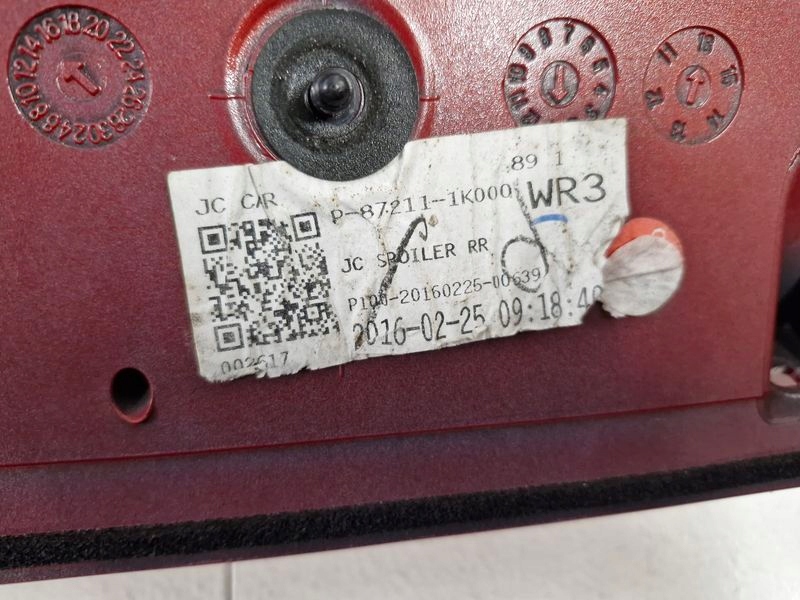 89 1
JC C/R P-87211-1K000 WR3
JC SPOILER RR
P100-20160225-00639
2016-02-25 09:18:40
002617